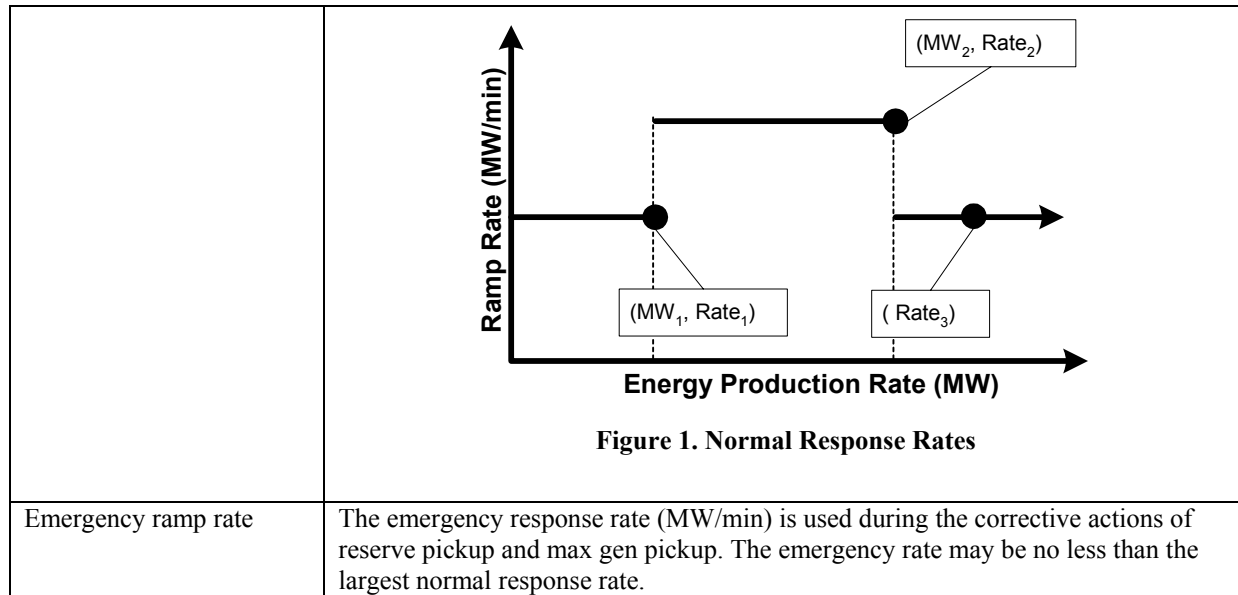 (MW₂, Rate₂)
Ramp Rate (MW/min)
(MW₁, Rate₁)
( Rate₃)
Energy Production Rate (MW)
Figure 1. Normal Response Rates
Emergency ramp rate
The emergency response rate (MW/min) is used during the corrective actions of
reserve pickup and max gen pickup. The emergency rate may be no less than the
largest normal response rate.